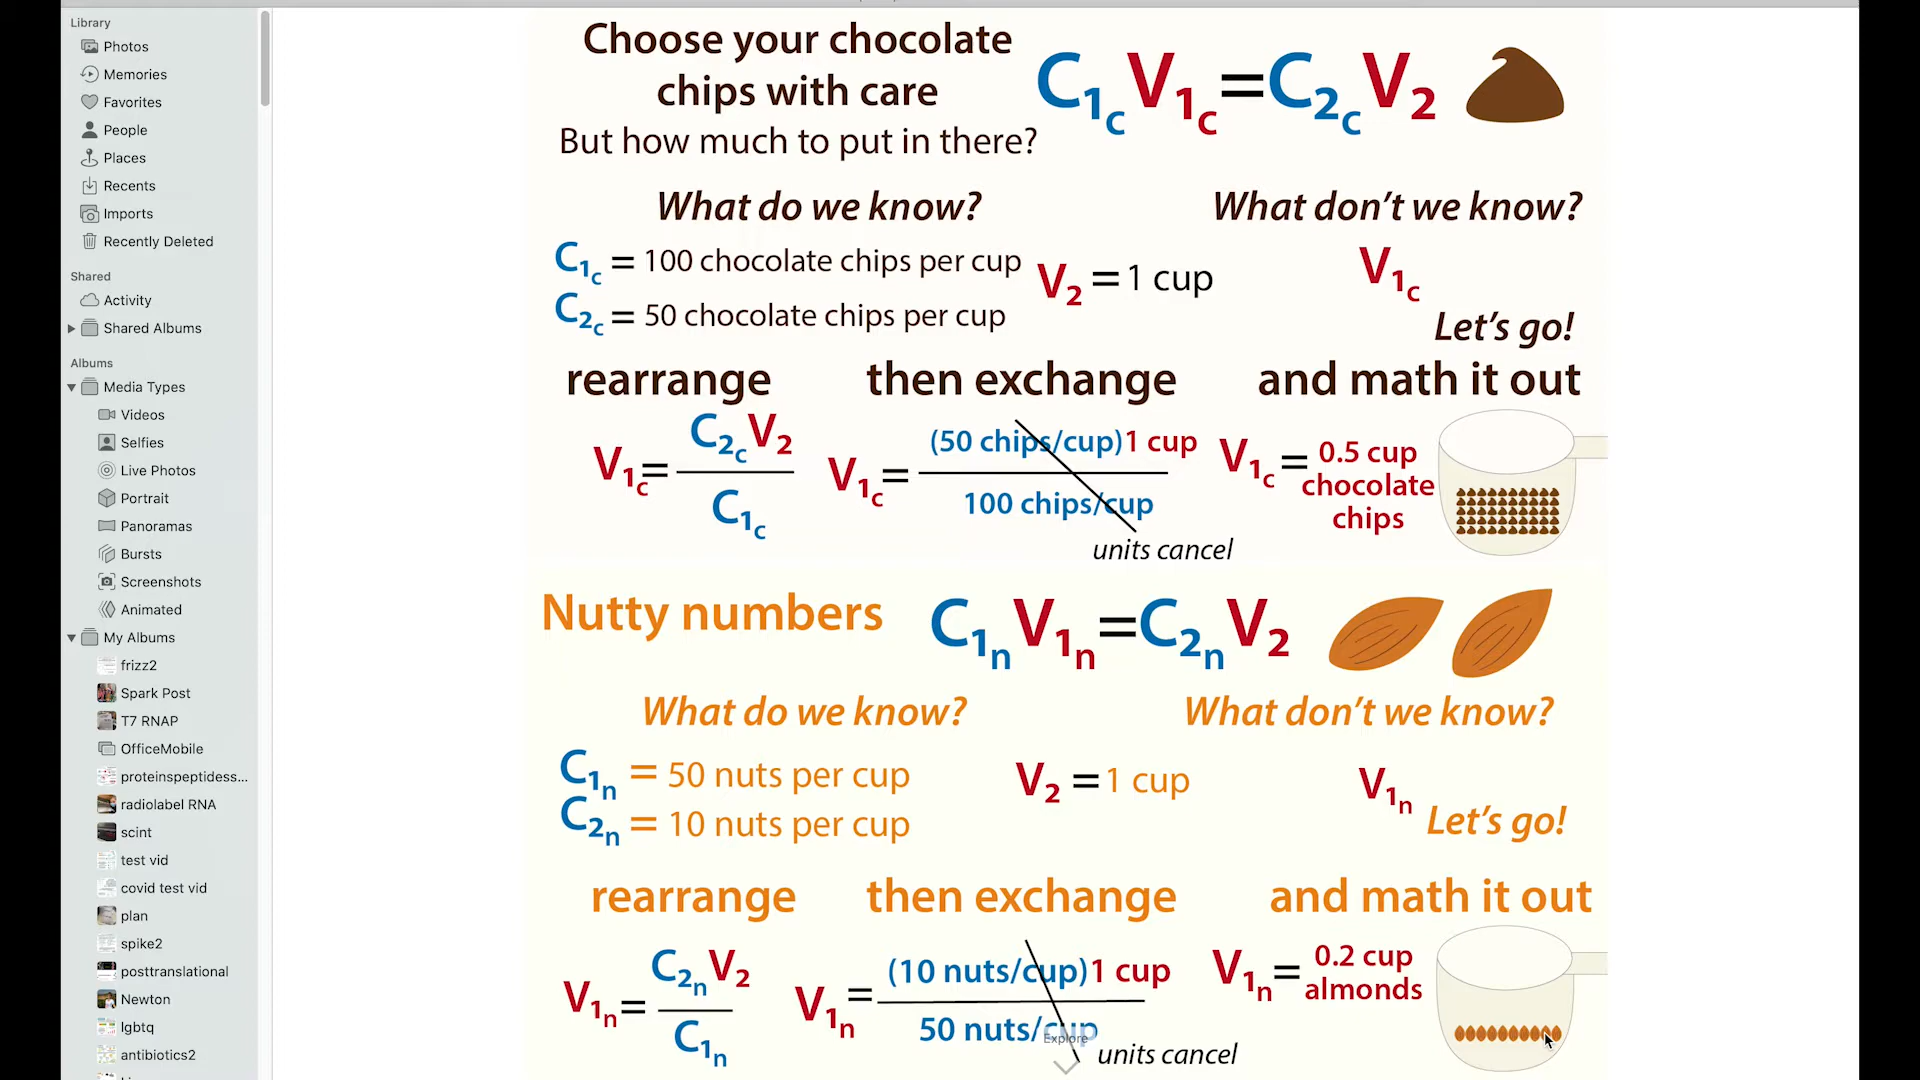 Library
Photos
Memories
Favorites
People
Places
Recents
Imports
Recently Deleted
Shared
Activity
Shared Albums
Albums
Media Types
Videos
Selfies
Live Photos
Portrait
Panoramas
Bursts
Screenshots
Animated
My Albums
frizz2
Spark Post
T7 RNAP
OfficeMobile
proteinspeptidess...
radiolabel RNA
scint
test vid
covid test vid
plan
spike2
posttranslational
Newton
lgbtq
antibiotics2
Choose your chocolate
chips with care
But how much to put in there?
C1c V1c = C2c V2
What do we know?
What don't we know?
C1c = 100 chocolate chips per cup
C2c = 50 chocolate chips per cup
V2 = 1 cup
V1c
Let's go!
rearrange
then exchange
and math it out
V1c = C2c V2
C1c
V1c = (50 chips/cup) 1 cup
100 chips/cup
units cancel
V1c = 0.5 cup
chocolate
chips
Nutty numbers
C1n V1n = C2n V2
What do we know?
What don't we know?
C1n = 50 nuts per cup
C2n = 10 nuts per cup
V2 = 1 cup
V1n
Let's go!
rearrange
then exchange
and math it out
V1n = C2n V2
C1n
V1n = (10 nuts/cup) 1 cup
50 nuts/cup
Explore
units cancel
V1n = 0.2 cup
almonds